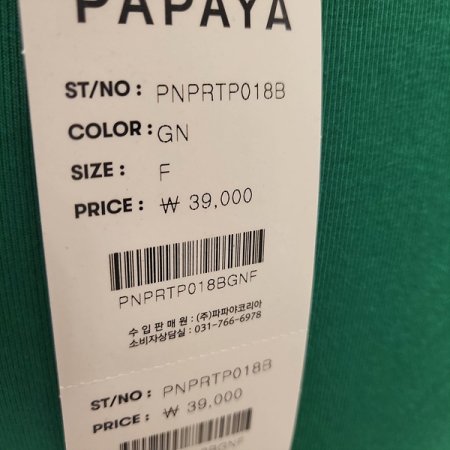 PAPAYA
ST/NO : PNPRTP018B
COLOR : GN
SIZE : F
PRICE : ₩ 39,000
PNPRTP018BGNF
수 입 판 매 원 : (주)파파야코리아
소비자상담실 : 031-766-6978
ST/NO : PNPRTP018B
PRICE : ₩ 39,000
PNPRTP018BGNF